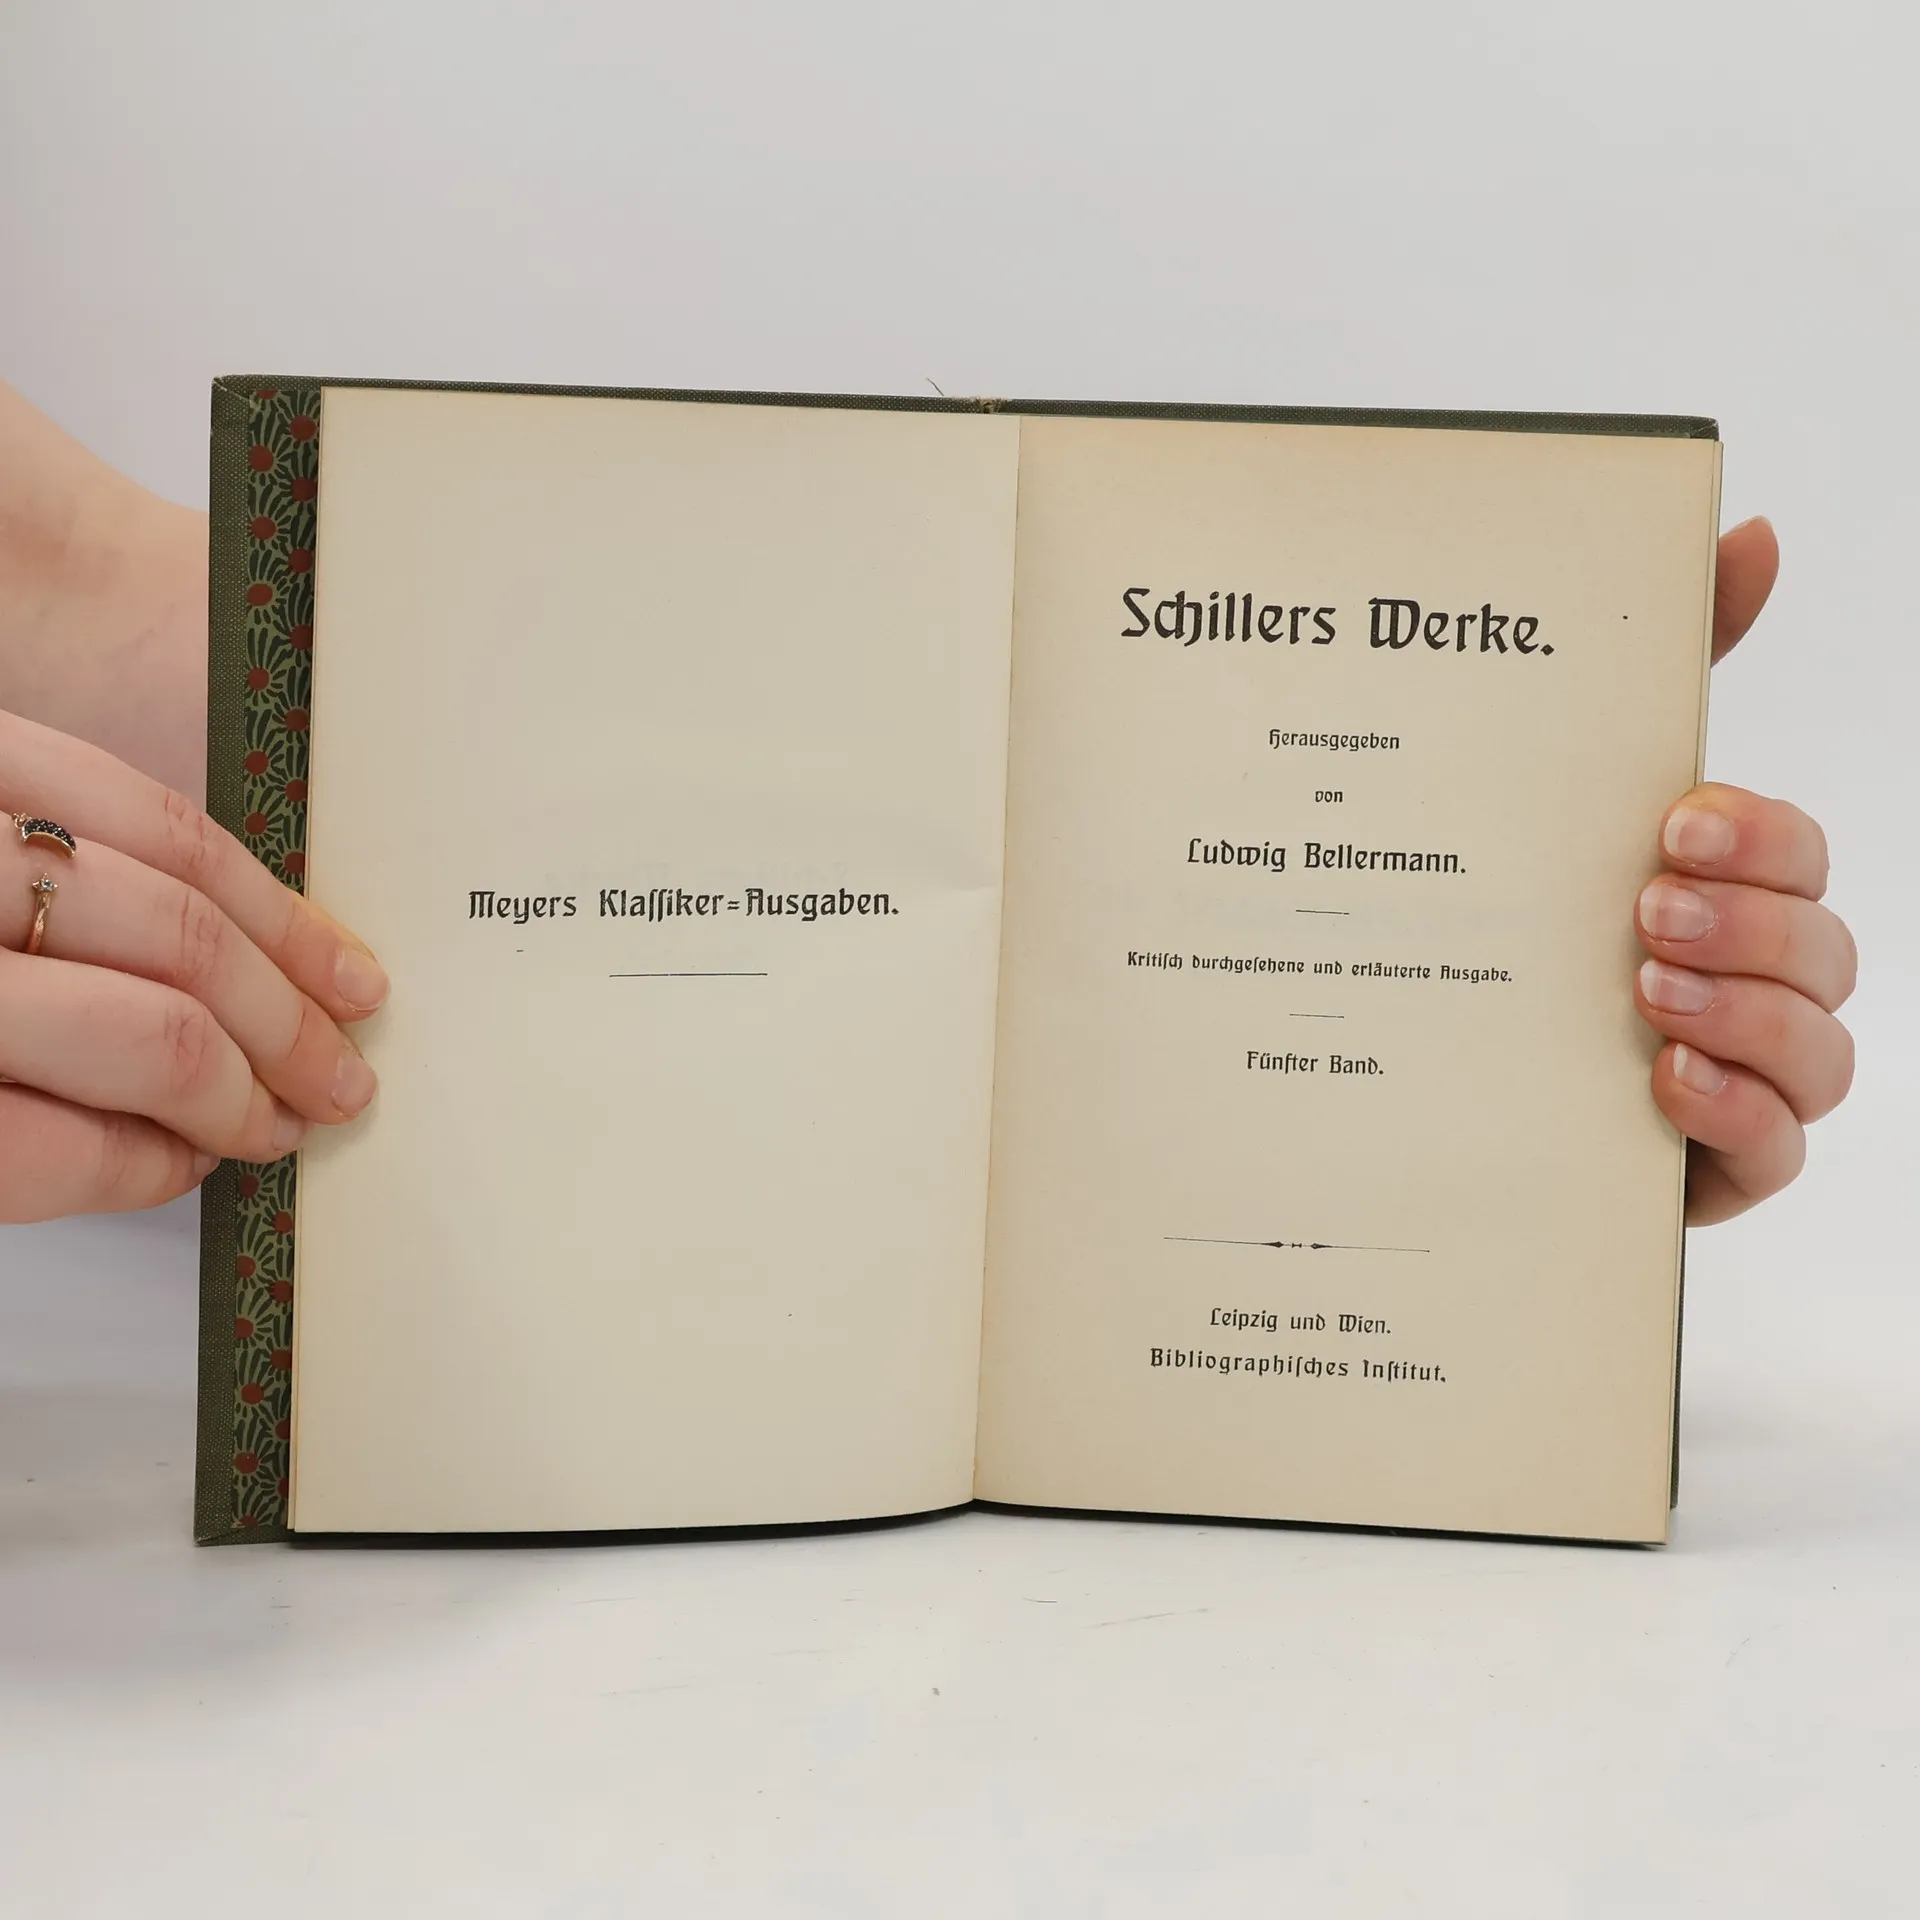 Meyers Klaſſiker=Ausgaben.
Schillers Werke.
Herausgegeben
von
Ludwig Bellermann.
Kritiſch durchgeſehene und erläuterte Ausgabe.
Fünfter Band.
Leipzig und Wien.
Bibliographiſches Inſtitut.